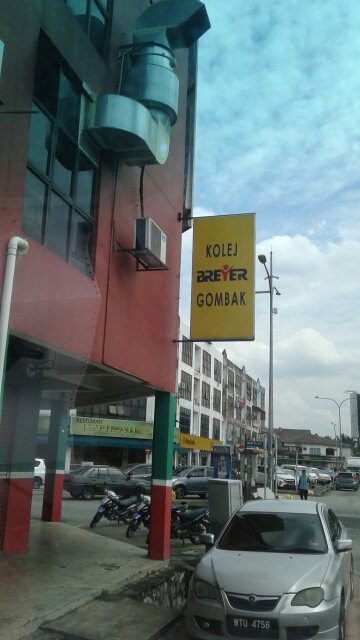 KOLEJ
BREYER
GOMBAK
RESTORAN
WTU 4756